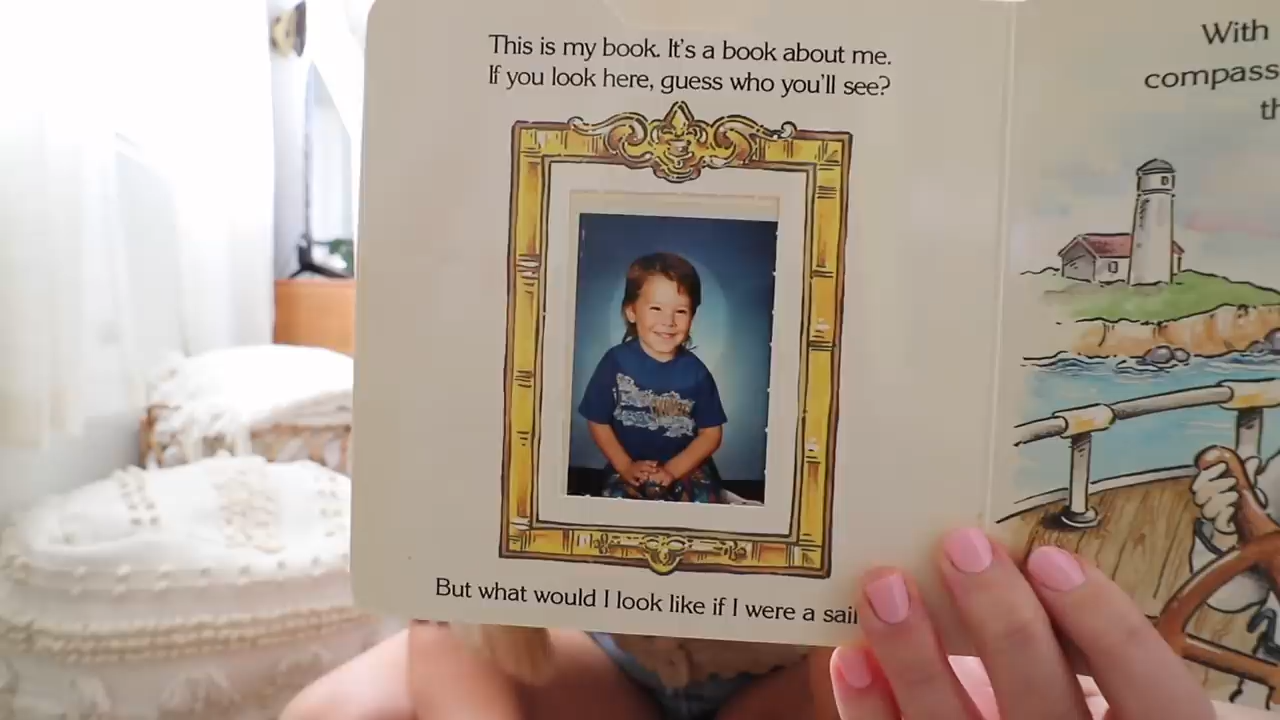 This is my book. It's a book about me.
If you look here, guess who you'll see?
But what would I look like if I were a sail
With
compass
th